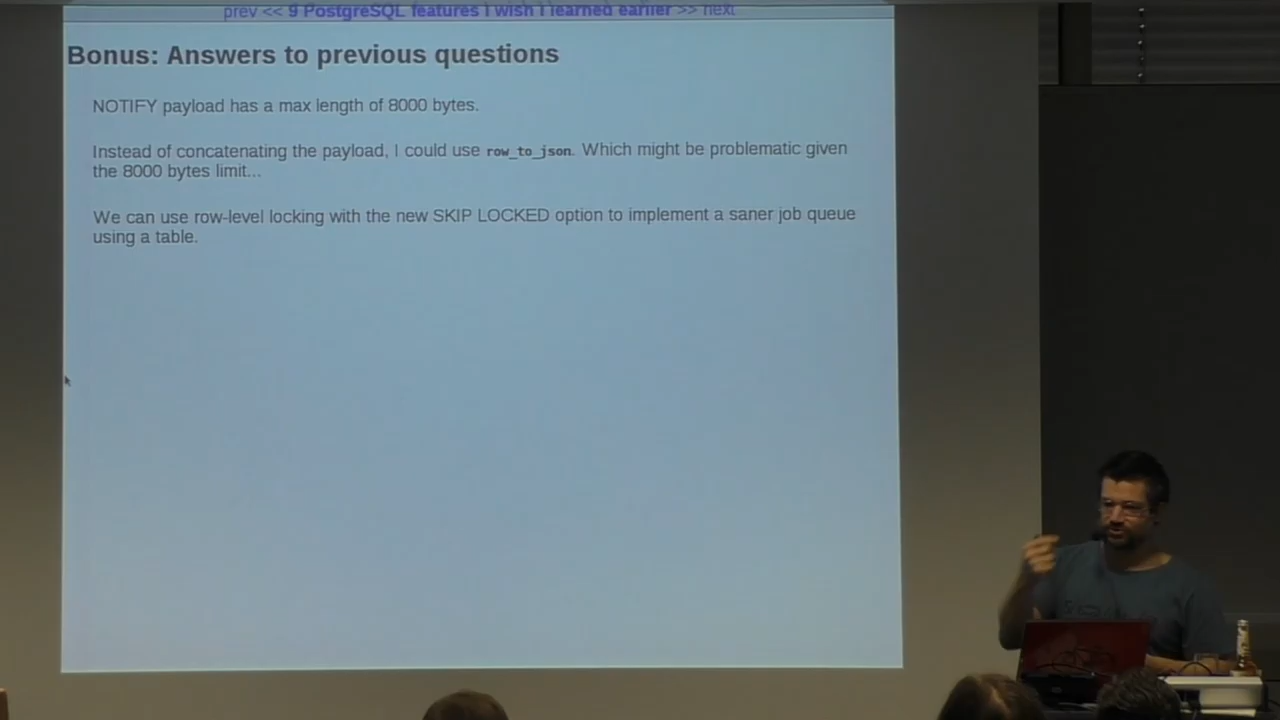 prev << 9 PostgreSQL features I wish I learned earlier >> next
Bonus: Answers to previous questions
NOTIFY payload has a max length of 8000 bytes.
Instead of concatenating the payload, I could use row_to_json. Which might be problematic given
the 8000 bytes limit...
We can use row-level locking with the new SKIP LOCKED option to implement a saner job queue
using a table.